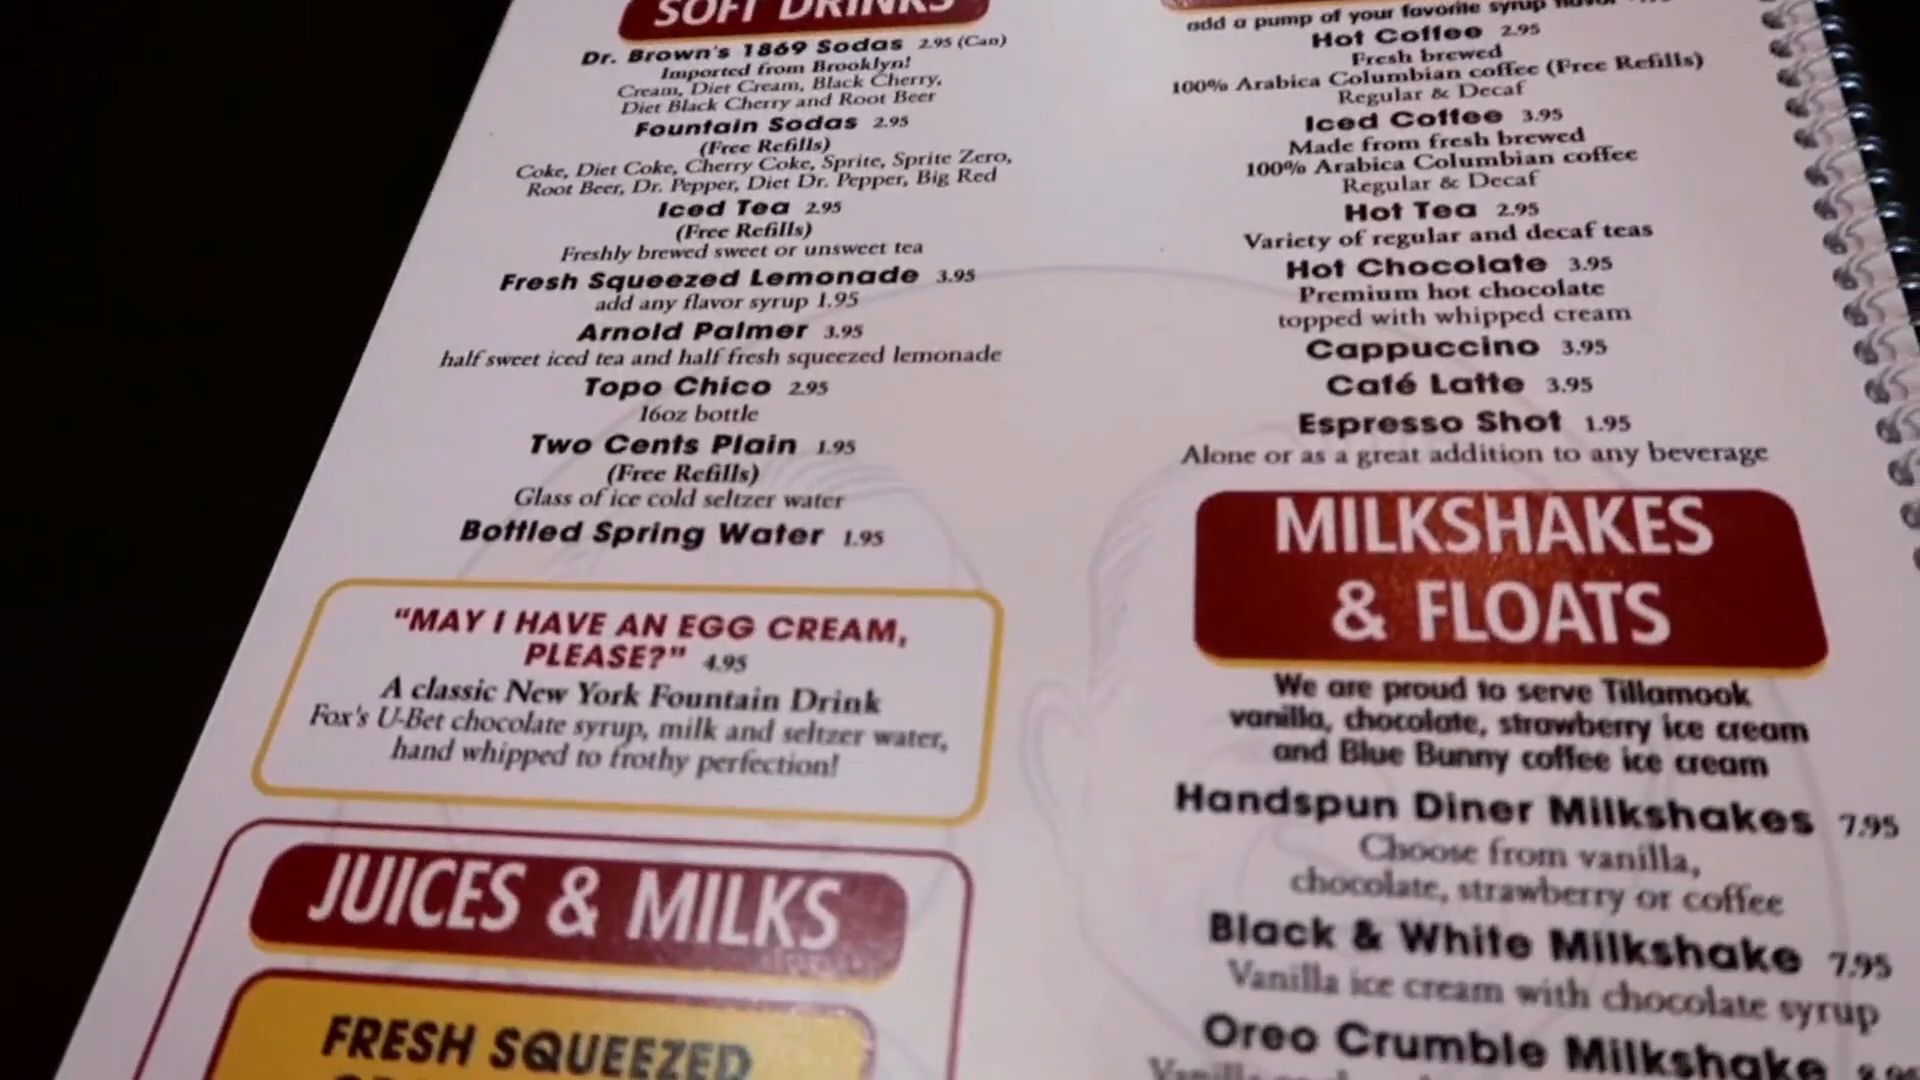 SOFT DRINKS
Dr. Brown's 1869 Sodas 2.95 (Can)
Imported from Brooklyn!
Cream, Diet Cream, Black Cherry,
Diet Black Cherry and Root Beer
Fountain Sodas 2.95
(Free Refills)
Coke, Diet Coke, Cherry Coke, Sprite, Sprite Zero,
Root Beer, Dr. Pepper, Diet Dr. Pepper, Big Red
Iced Tea 2.95
(Free Refills)
Freshly brewed sweet or unsweet tea
Fresh Squeezed Lemonade 3.95
add any flavor syrup 1.95
Arnold Palmer 3.95
half sweet iced tea and half fresh squeezed lemonade
Topo Chico 2.95
16oz bottle
Two Cents Plain 1.95
(Free Refills)
Glass of ice cold seltzer water
Bottled Spring Water 1.95
“MAY I HAVE AN EGG CREAM,
PLEASE?” 4.95
A classic New York Fountain Drink
Fox's U-Bet chocolate syrup, milk and seltzer water,
hand whipped to frothy perfection!
JUICES & MILKS
FRESH SQUEEZED
add a pump of your favorite syrup flavor
Hot Coffee 2.95
Fresh brewed
100% Arabica Columbian coffee (Free Refills)
Regular & Decaf
Iced Coffee 3.95
Made from fresh brewed
100% Arabica Columbian coffee
Regular & Decaf
Hot Tea 2.95
Variety of regular and decaf teas
Hot Chocolate 3.95
Premium hot chocolate
topped with whipped cream
Cappuccino 3.95
Café Latte 3.95
Espresso Shot 1.95
Alone or as a great addition to any beverage
MILKSHAKES
& FLOATS
We are proud to serve Tillamook
vanilla, chocolate, strawberry ice cream
and Blue Bunny coffee ice cream
Handspun Diner Milkshakes 7.95
Choose from vanilla,
chocolate, strawberry or coffee
Black & White Milkshake 7.95
Vanilla ice cream with chocolate syrup
Oreo Crumble Milkshake
Vanilla